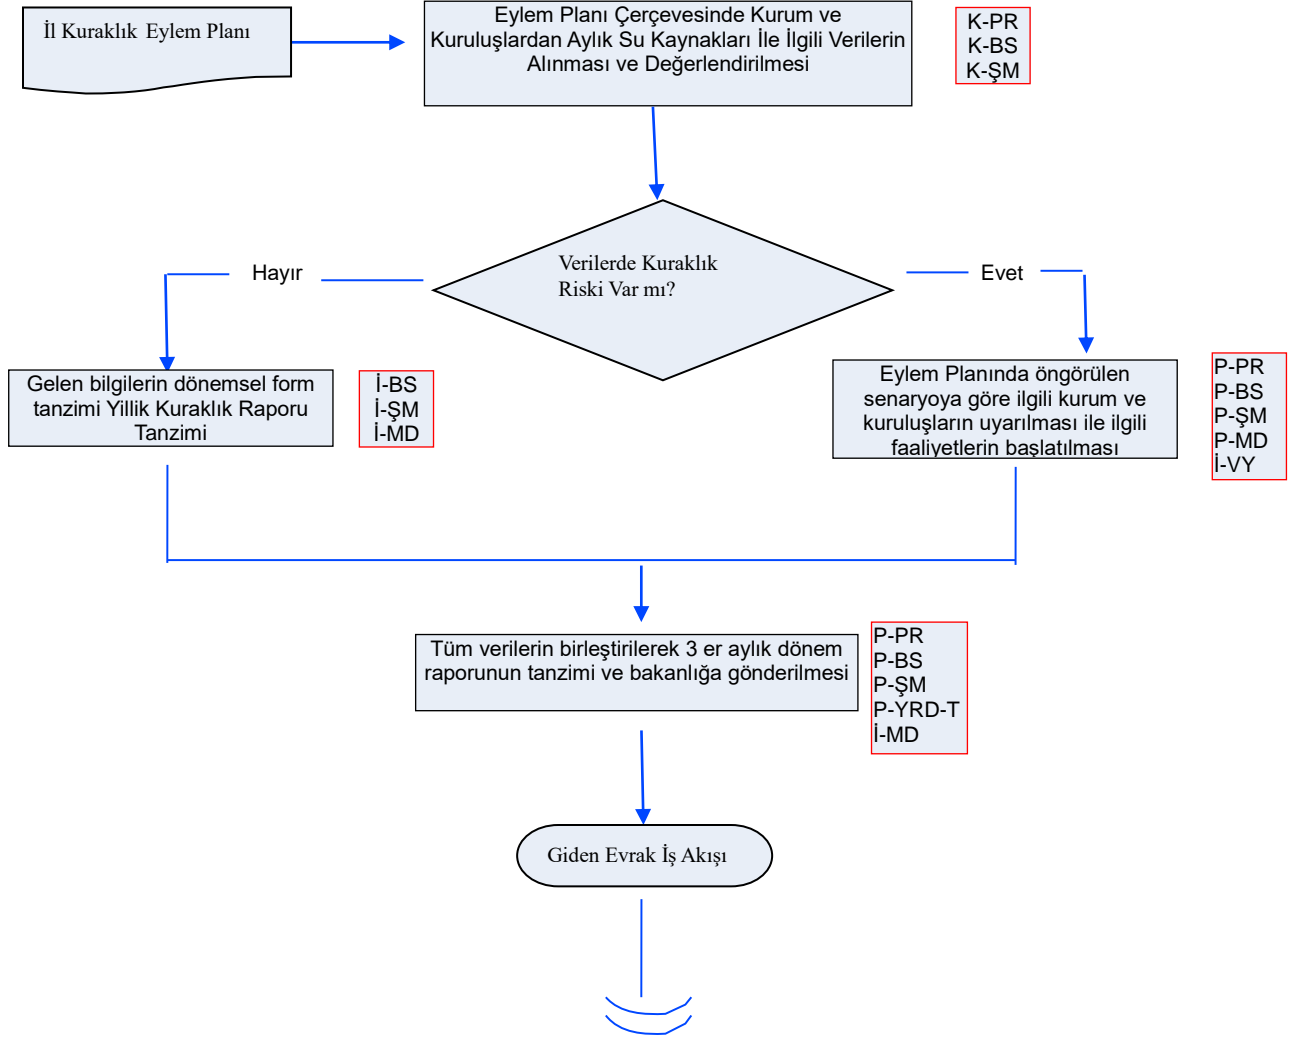 İl Kuraklık Eylem Planı
Eylem Planı Çerçevesinde Kurum ve
Kuruluşlardan Aylık Su Kaynakları İle İlgili Verilerin
Alınması ve Değerlendirilmesi
K-PR
K-BS
K-ŞM
Verilerde Kuraklık
Riski Var mı?
Hayır
Evet
Gelen bilgilerin dönemsel form
tanzimi Yillik Kuraklık Raporu
Tanzimi
İ-BS
İ-ŞM
İ-MD
Eylem Planında öngörülen
senaryoya göre ilgili kurum ve
kuruluşların uyarılması ile ilgili
faaliyetlerin başlatılması
P-PR
P-BS
P-ŞM
P-MD
İ-VY
Tüm verilerin birleştirilerek 3 er aylık dönem
raporunun tanzimi ve bakanlığa gönderilmesi
P-PR
P-BS
P-ŞM
P-YRD-T
İ-MD
Giden Evrak İş Akışı